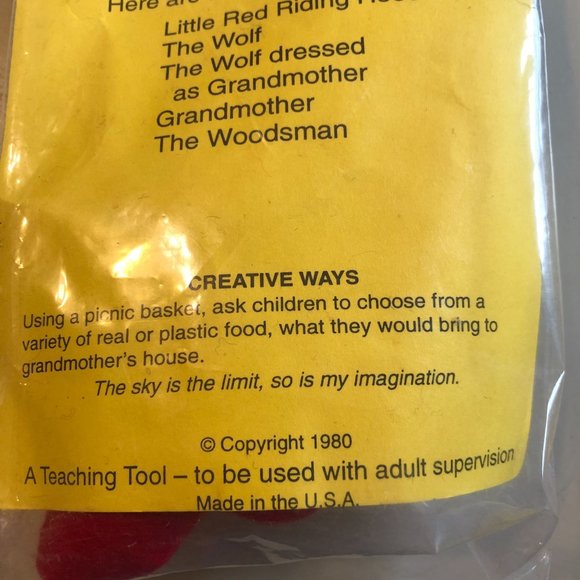 Here are
Little Red Riding
The Wolf
The Wolf dressed
as Grandmother
Grandmother
The Woodsman
CREATIVE WAYS
Using a picnic basket, ask children to choose from a
variety of real or plastic food, what they would bring to
grandmother's house.
The sky is the limit, so is my imagination.
© Copyright 1980
A Teaching Tool – to be used with adult supervision
Made in the U.S.A.